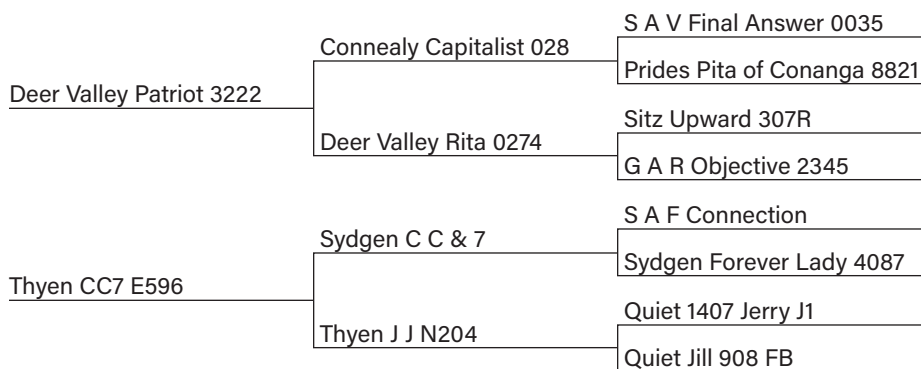 S A V Final Answer 0035
Connealy Capitalist 028
Prides Pita of Conanga 8821
Deer Valley Patriot 3222
Sitz Upward 307R
Deer Valley Rita 0274
G A R Objective 2345
S A F Connection
Sydgen C C & 7
Sydgen Forever Lady 4087
Thyen CC7 E596
Quiet 1407 Jerry J1
Thyen J J N204
Quiet Jill 908 FB